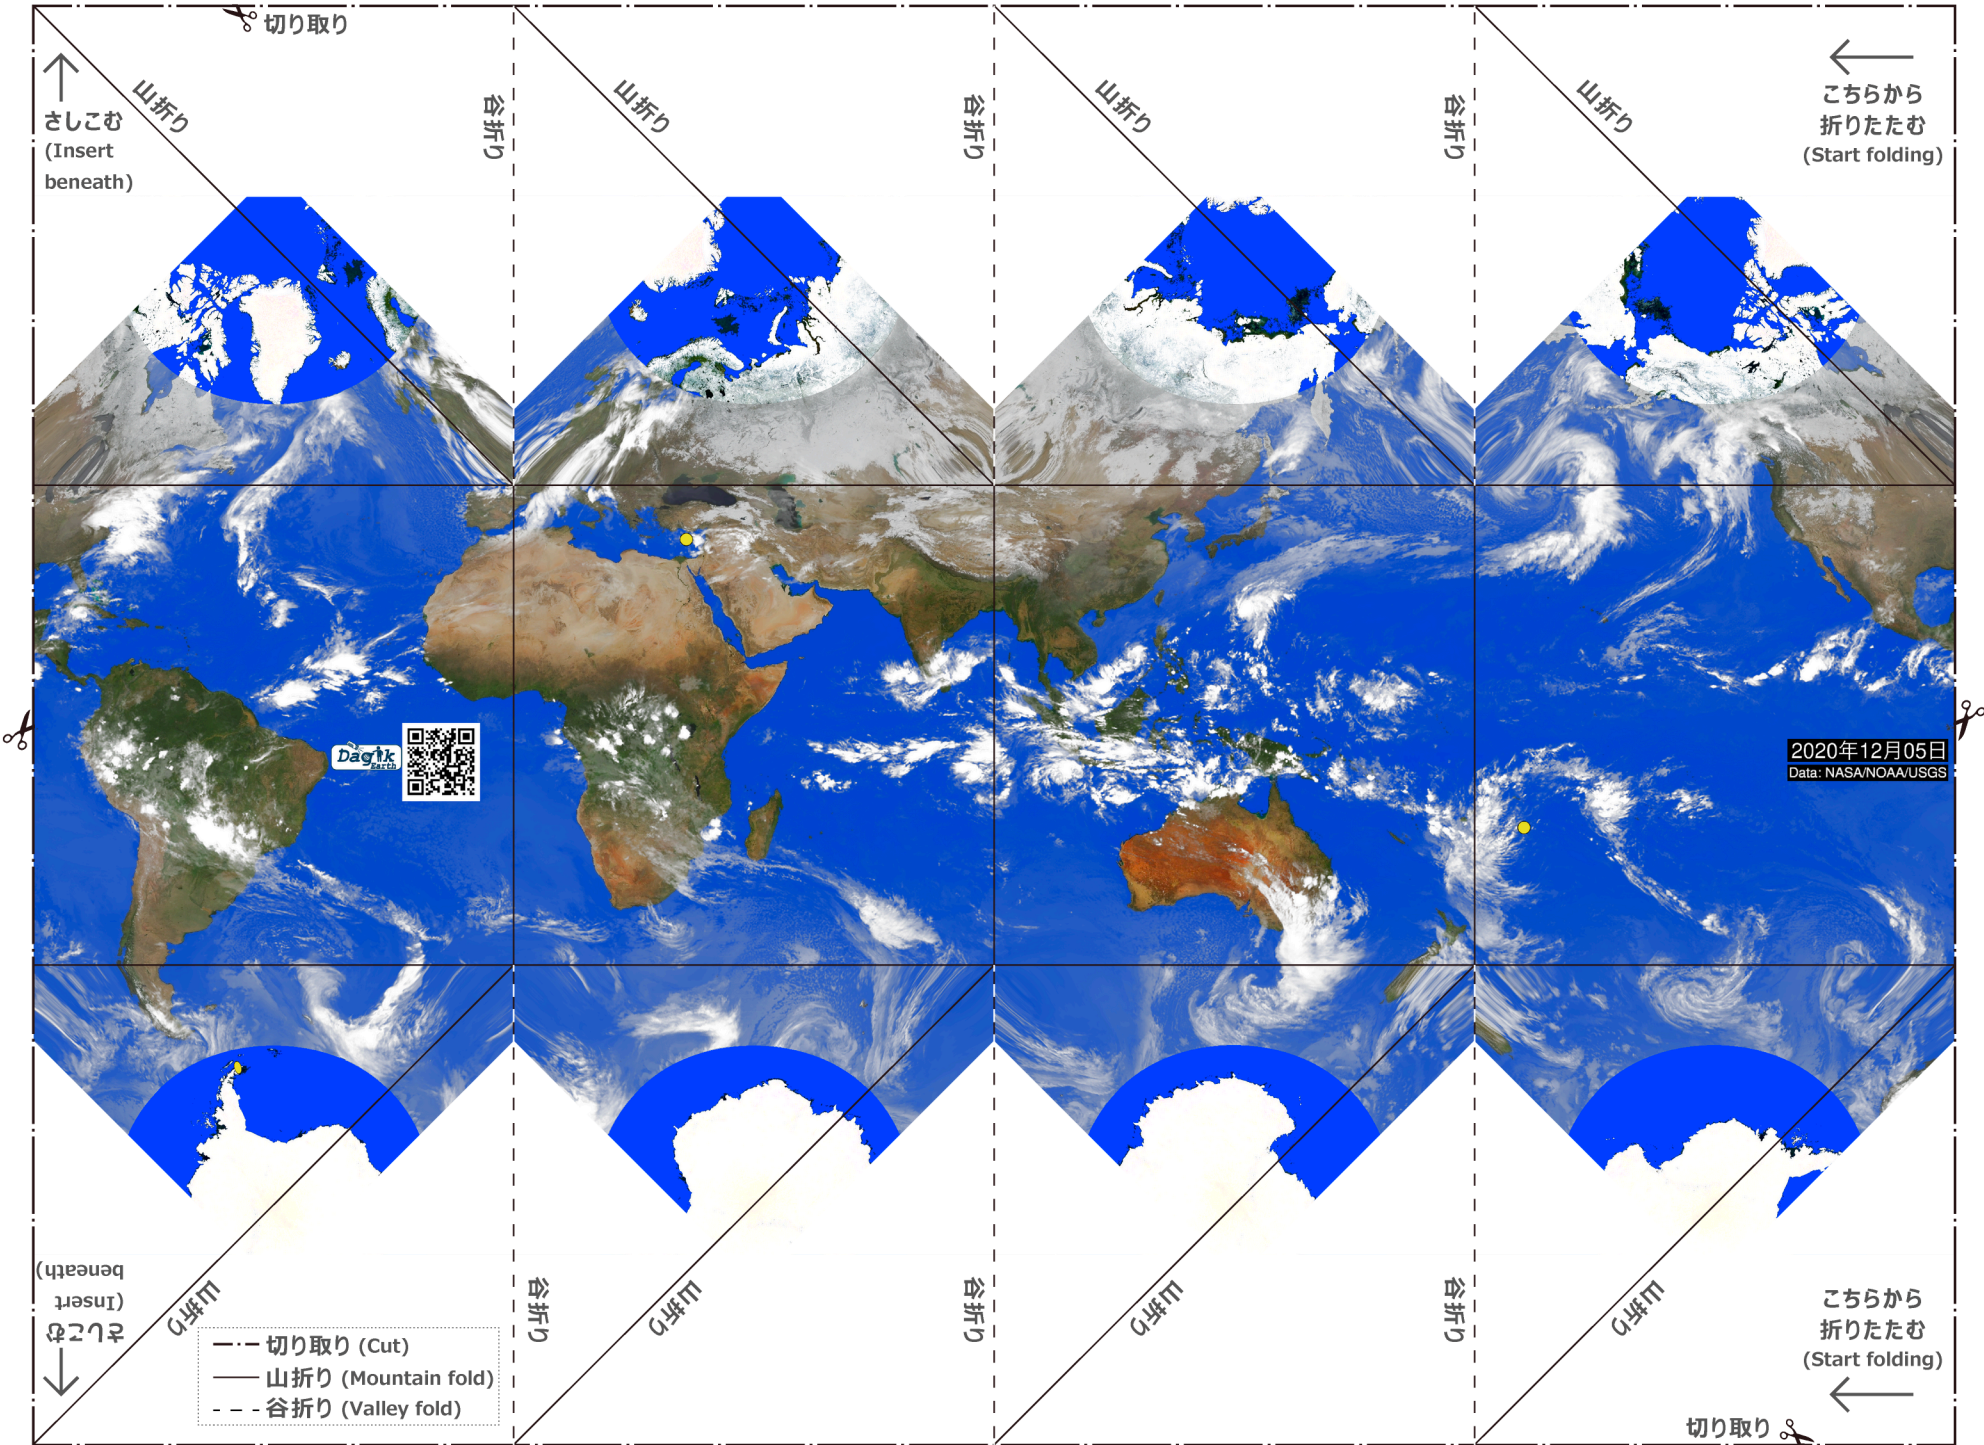 切り取り
さしこむ
(Insert
beneath)
山折り
谷折り
山折り
谷折り
山折り
谷折り
山折り
こちらから
折りたたむ
(Start folding)
Dagik
Earth
2020年12月05日
Data: NASA/NOAA/USGS
さしこむ
(Insert
beneath)
山折り
谷折り
山折り
谷折り
山折り
谷折り
山折り
こちらから
折りたたむ
(Start folding)
切り取り (Cut)
山折り (Mountain fold)
谷折り (Valley fold)
切り取り